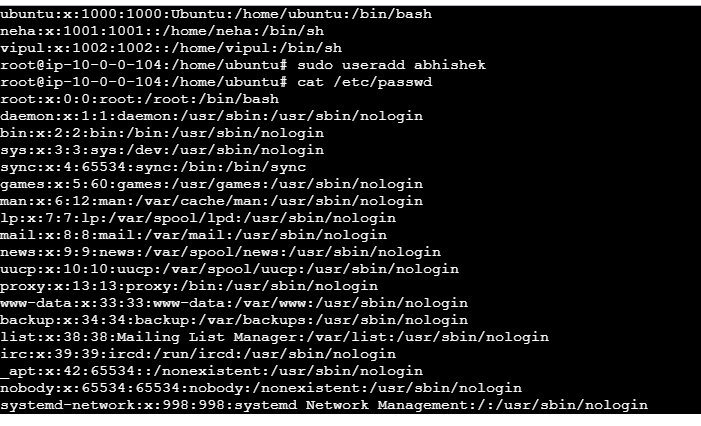 ubuntu:x:1000:1000:Ubuntu:/home/ubuntu:/bin/bash
neha:x:1001:1001::/home/neha:/bin/sh
vipul:x:1002:1002::/home/vipul:/bin/sh
root@ip-10-0-0-104:/home/ubuntu# sudo useradd abhishek
root@ip-10-0-0-104:/home/ubuntu# cat /etc/passwd
root:x:0:0:root:/root:/bin/bash
daemon:x:1:1:daemon:/usr/sbin:/usr/sbin/nologin
bin:x:2:2:bin:/bin:/usr/sbin/nologin
sys:x:3:3:sys:/dev:/usr/sbin/nologin
sync:x:4:65534:sync:/bin:/bin/sync
games:x:5:60:games:/usr/games:/usr/sbin/nologin
man:x:6:12:man:/var/cache/man:/usr/sbin/nologin
lp:x:7:7:lp:/var/spool/lpd:/usr/sbin/nologin
mail:x:8:8:mail:/var/mail:/usr/sbin/nologin
news:x:9:9:news:/var/spool/news:/usr/sbin/nologin
uucp:x:10:10:uucp:/var/spool/uucp:/usr/sbin/nologin
proxy:x:13:13:proxy:/bin:/usr/sbin/nologin
www-data:x:33:33:www-data:/var/www:/usr/sbin/nologin
backup:x:34:34:backup:/var/backups:/usr/sbin/nologin
list:x:38:38:Mailing List Manager:/var/list:/usr/sbin/nologin
irc:x:39:39:ircd:/run/ircd:/usr/sbin/nologin
_apt:x:42:65534::/nonexistent:/usr/sbin/nologin
nobody:x:65534:65534:nobody:/nonexistent:/usr/sbin/nologin
systemd-network:x:998:998:systemd Network Management:/:/usr/sbin/nologin